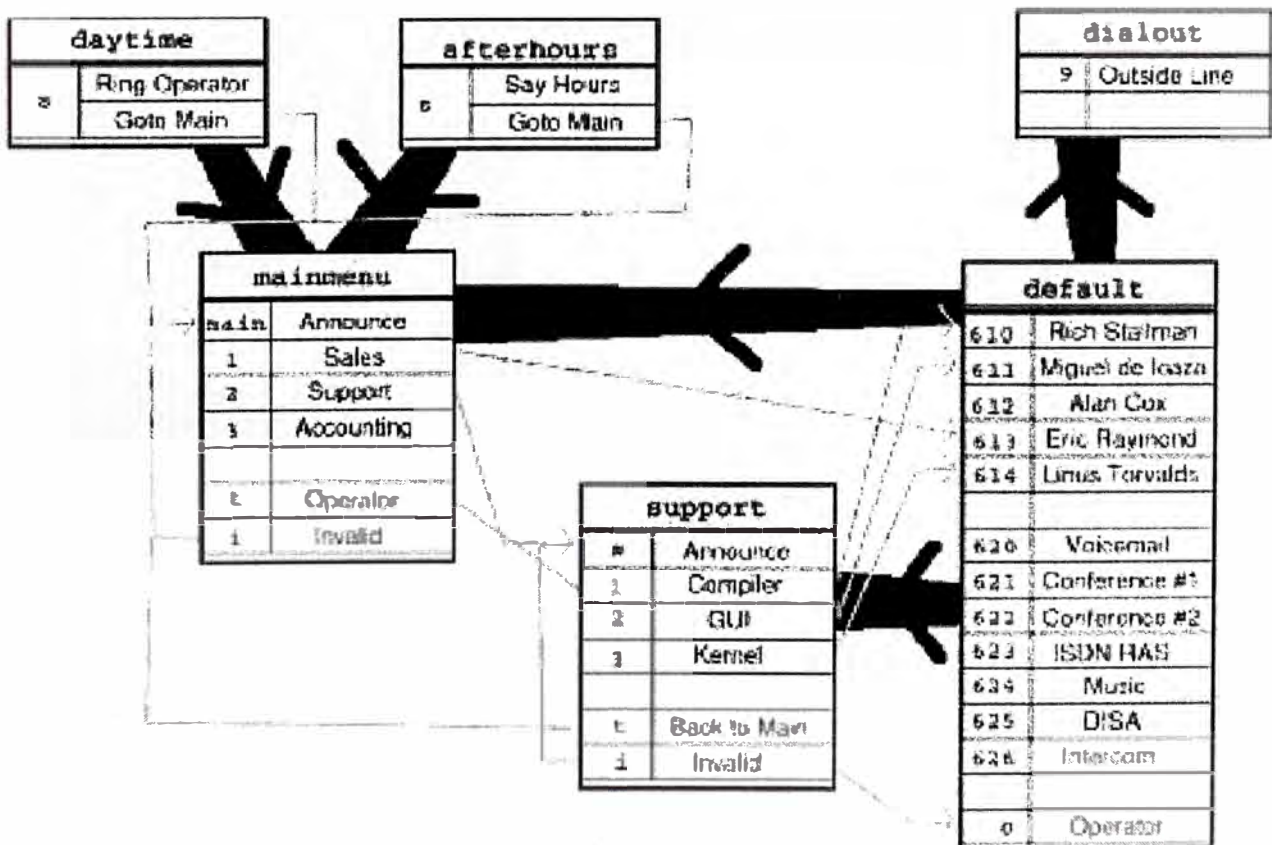 daytime
s Ring Operator
Goto Main
afterhours
s Say Hours
Goto Main
dialout
9 Outside Line
mainmenu
main Announce
1 Sales
2 Support
3 Accounting
t Operator
i Invalid
support
# Announce
1 Compiler
2 GUI
3 Kernel
t Back to Main
i Invalid
default
610 Rich Stallman
611 Miguel de Icaza
612 Alan Cox
613 Eric Raymond
614 Linus Torvalds
620 Voicemail
621 Conference #1
622 Conference #2
623 ISDN RAS
624 Music
625 DISA
626 Intercom
0 Operator